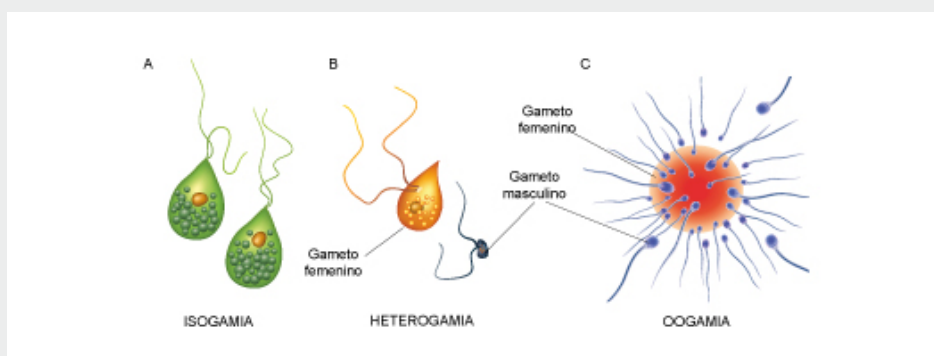 A
B
C
Gameto
femenino
Gameto
masculino
Gameto
femenino
ISOGAMIA
HETEROGAMIA
OOGAMIA